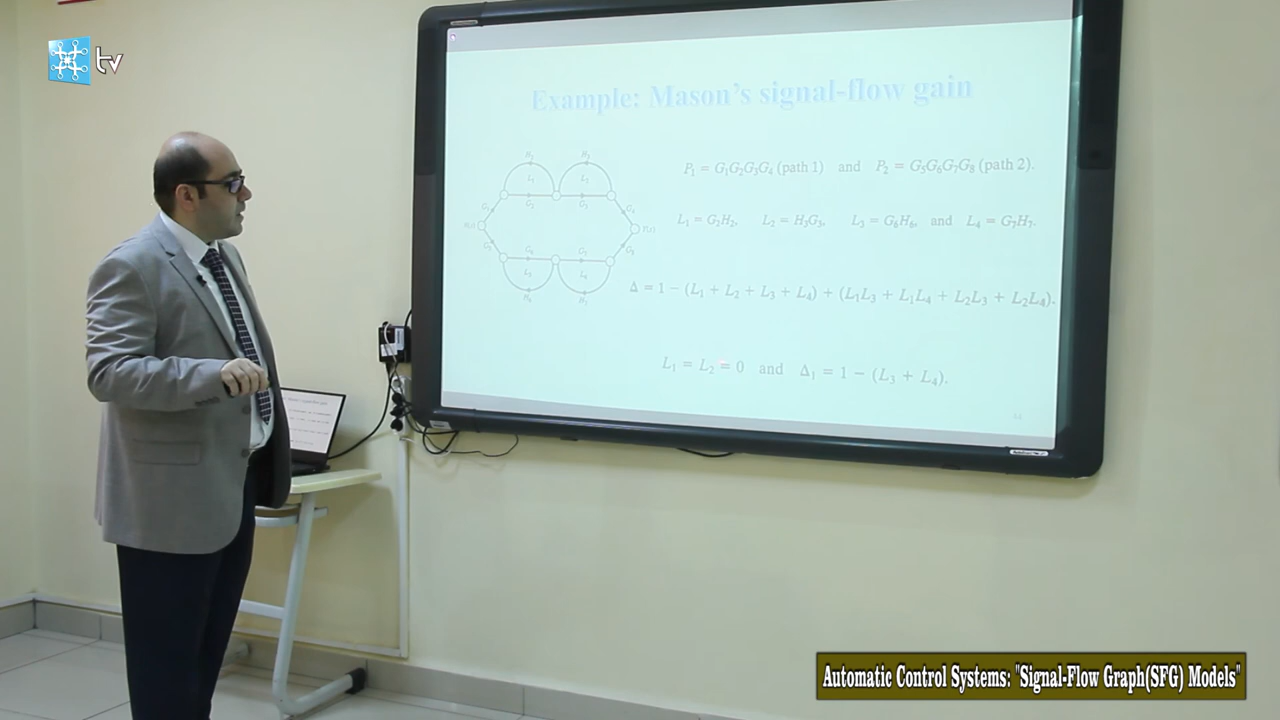 tv
Example: Mason's signal-flow gain
P₁ = G₁G₂G₃G₄ (path 1) and P₂ = G₅G₆G₇G₈ (path 2).
L₁ = G₂H₂, L₂ = H₃G₃, L₃ = G₆H₆, and L₄ = G₇H₇.
Δ = 1 − (L₁ + L₂ + L₃ + L₄) + (L₁L₃ + L₁L₄ + L₂L₃ + L₂L₄).
L₁ = L₂ = 0 and Δ₁ = 1 − (L₃ + L₄).
Automatic Control Systems: "Signal-Flow Graph(SFG) Models"